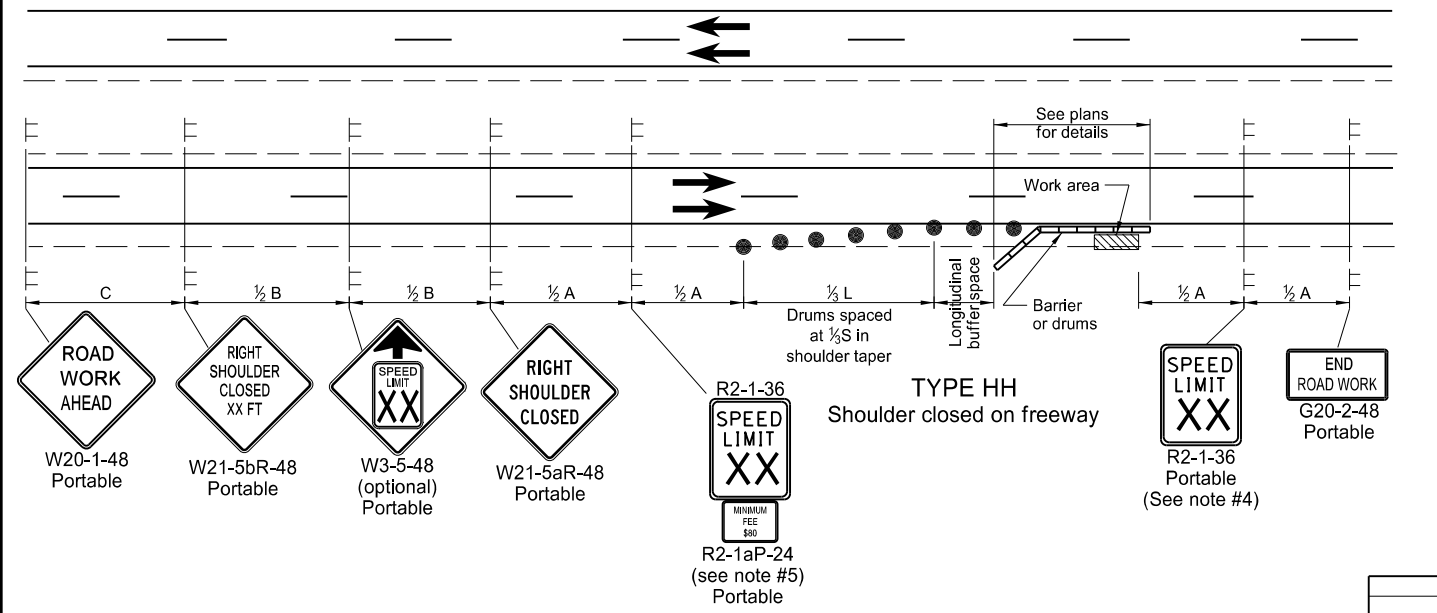 See plans
for details
Work area
C
½ B
½ B
½ A
½ A
⅓ L
Drums spaced
at ⅓S in
shoulder taper
Longitudinal
buffer space
Barrier
or drums
½ A
½ A
ROAD
WORK
AHEAD
W20-1-48
Portable
RIGHT
SHOULDER
CLOSED
XX FT
W21-5bR-48
Portable
SPEED
LIMIT
XX
W3-5-48
(optional)
Portable
RIGHT
SHOULDER
CLOSED
W21-5aR-48
Portable
R2-1-36
SPEED
LIMIT
XX
MINIMUM
FEE
$80
R2-1aP-24
(see note #5)
Portable
TYPE HH
Shoulder closed on freeway
SPEED
LIMIT
XX
R2-1-36
Portable
(See note #4)
END
ROAD WORK
G20-2-48
Portable